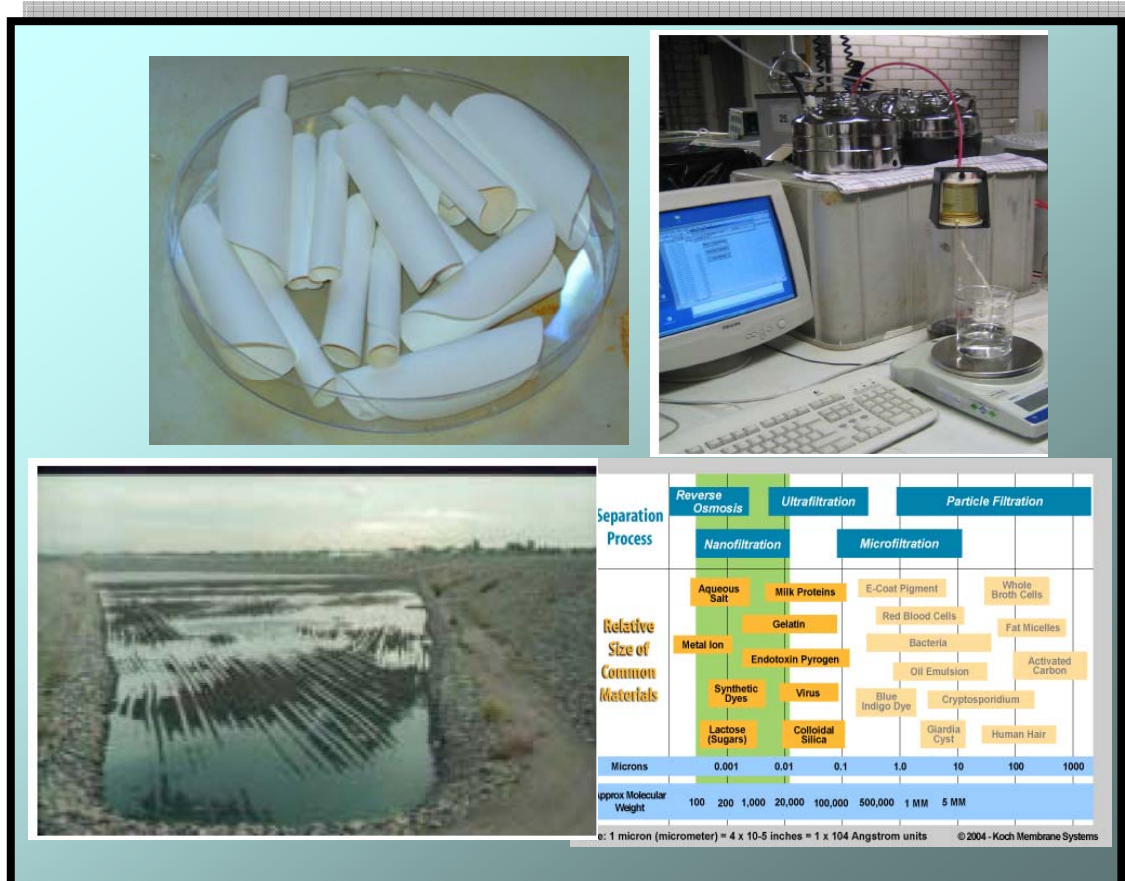 Separation
Process
Reverse
Osmosis
Ultrafiltration
Particle Filtration
Nanofiltration
Microfiltration
Relative
Size of
Common
Materials
Aqueous
Salt
Milk Proteins
E-Coat Pigment
Whole
Broth Cells
Gelatin
Red Blood Cells
Fat Micelles
Metal Ion
Bacteria
Endotoxin Pyrogen
Oil Emulsion
Activated
Carbon
Synthetic
Dyes
Virus
Blue
Indigo Dye
Cryptosporidium
Lactose
(Sugars)
Colloidal
Silica
Giardia
Cyst
Human Hair
Microns 0.001 0.01 0.1 1.0 10 100 1000
Approx Molecular
Weight
100 200 1,000 20,000 100,000 500,000 1 MM 5 MM
e: 1 micron (micrometer) = 4 x 10-5 inches = 1 x 104 Angstrom units © 2004 - Koch Membrane Systems